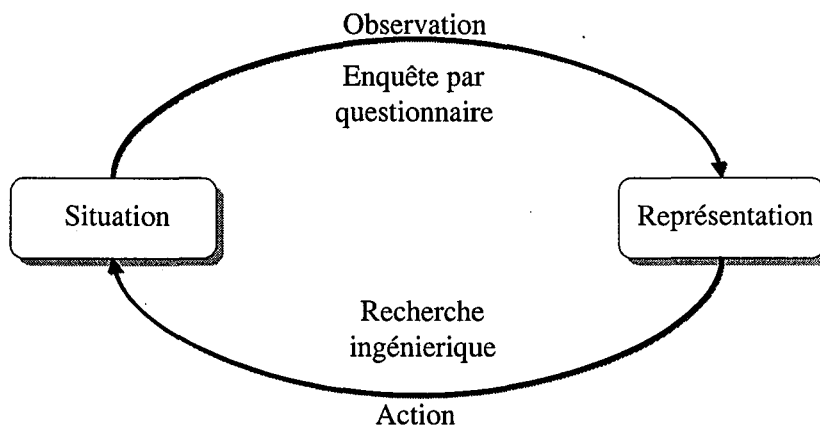 Observation
Enquête par
questionnaire
Situation
Représentation
Recherche
ingénierique
Action